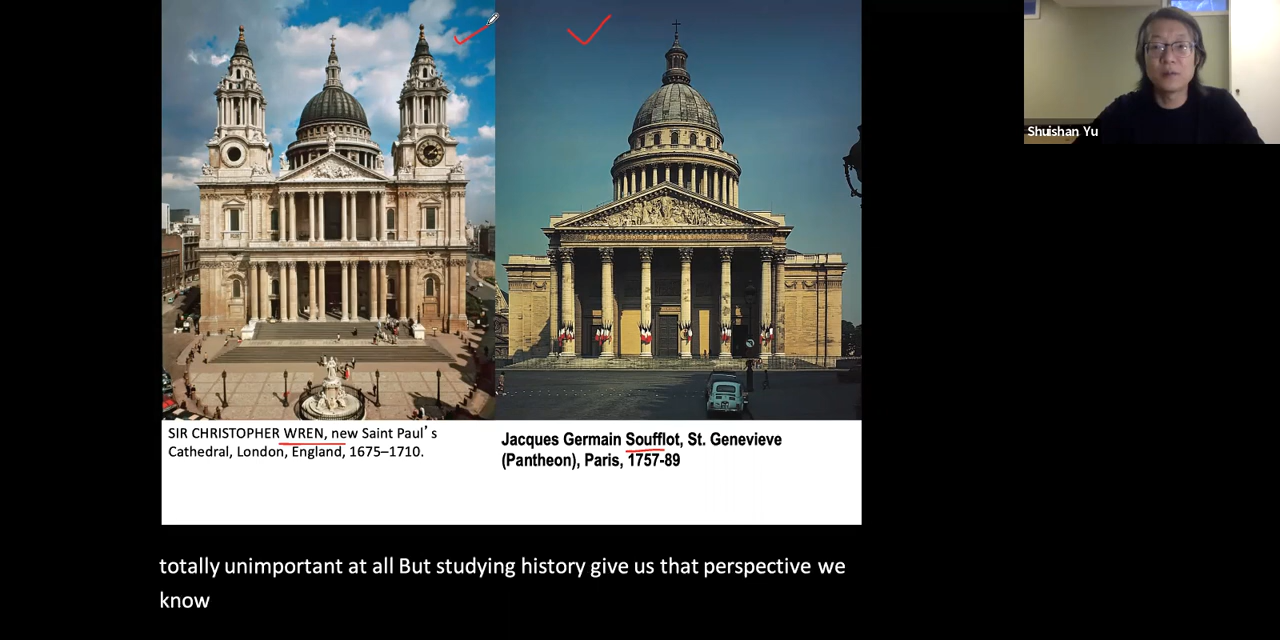 Shuishan Yu
SIR CHRISTOPHER WREN, new Saint Paul's
Cathedral, London, England, 1675–1710.
Jacques Germain Soufflot, St. Genevieve
(Pantheon), Paris, 1757-89
totally unimportant at all But studying history give us that perspective we
know